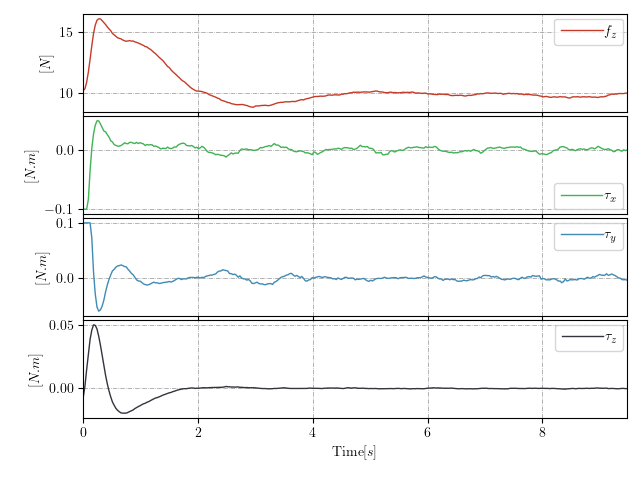 15
10
[N]
f_z
0.0
−0.1
[N.m]
τ_x
0.1
0.0
[N.m]
τ_y
0.05
0.00
[N.m]
τ_z
0 2 4 6 8
Time[s]